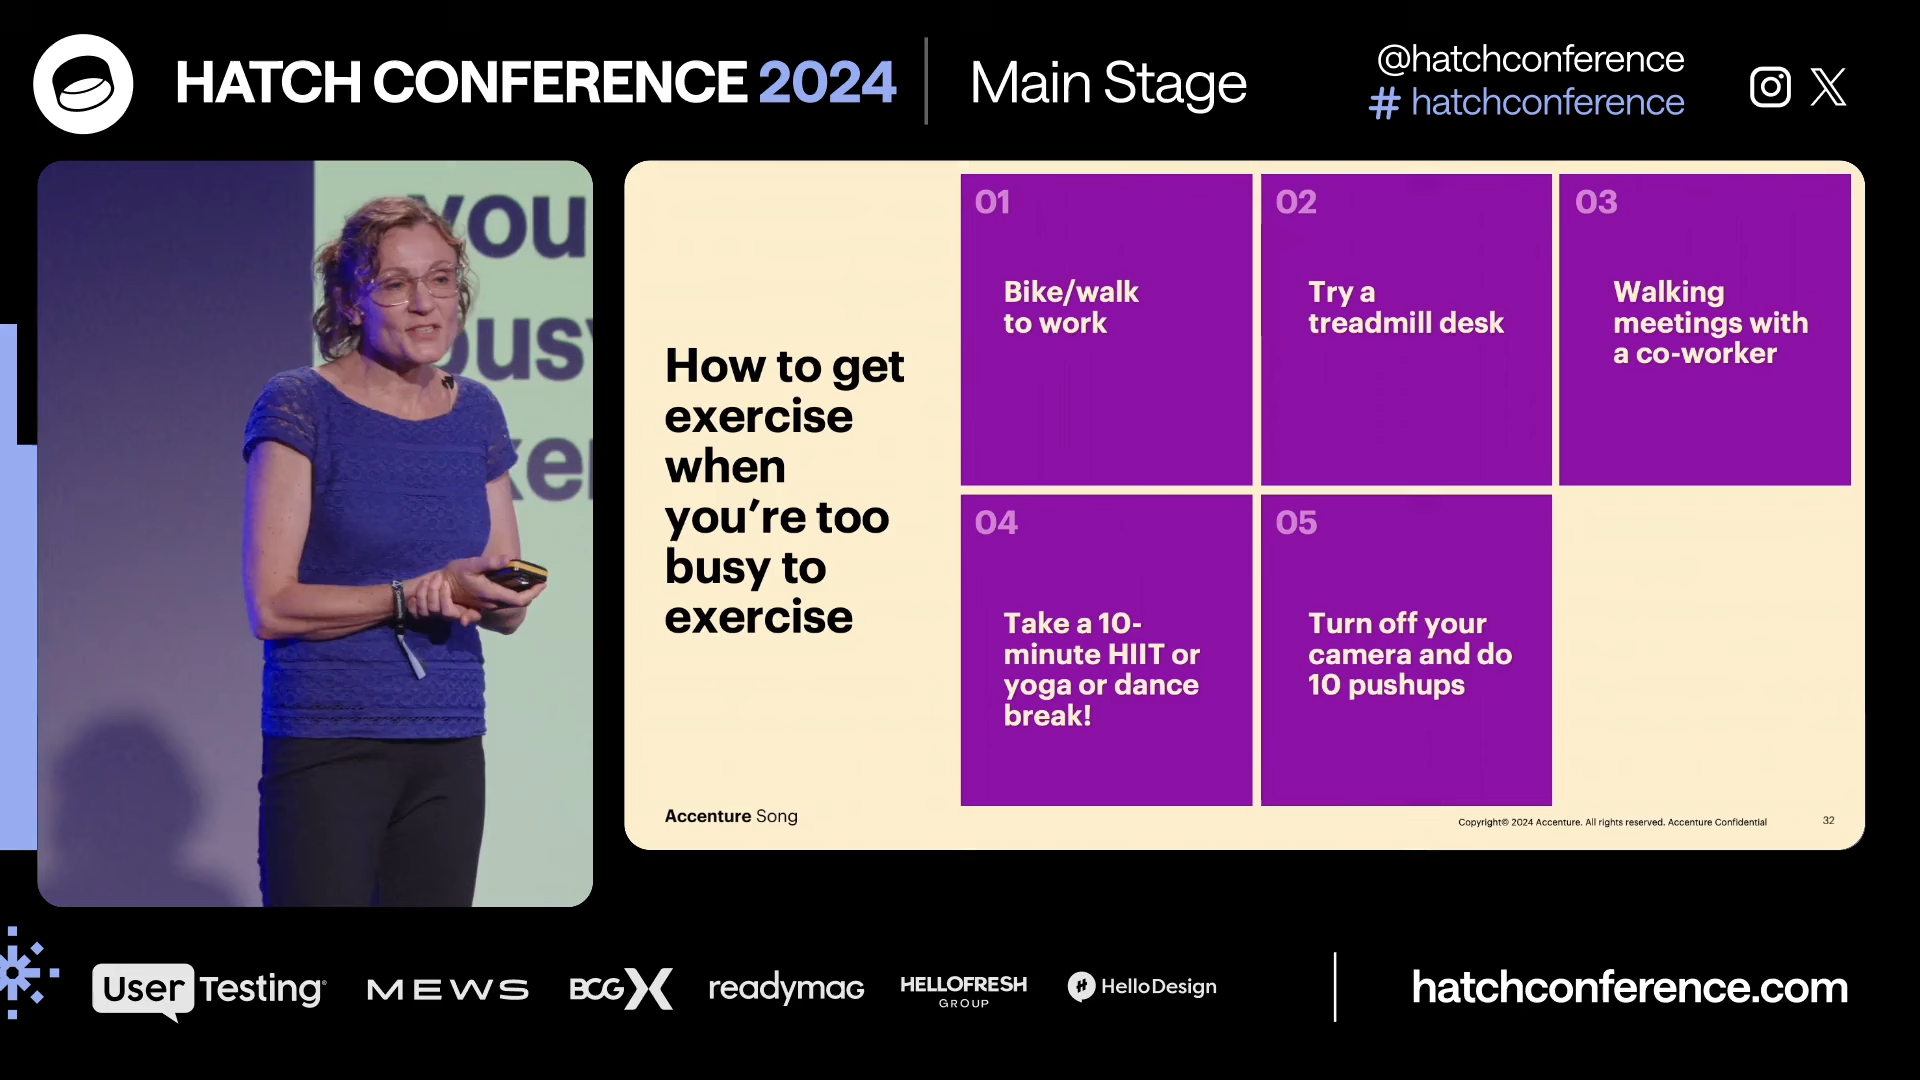 HATCH CONFERENCE 2024
Main Stage
@hatchconference
# hatchconference
you
busy
exer
How to get
exercise
when
you’re too
busy to
exercise
01
Bike/walk
to work
02
Try a
treadmill desk
03
Walking
meetings with
a co-worker
04
Take a 10-
minute HIIT or
yoga or dance
break!
05
Turn off your
camera and do
10 pushups
Accenture Song
Copyright© 2024 Accenture. All rights reserved. Accenture Confidential
32
UserTesting
MEWS
BCG X
readymag
HELLOFRESH
GROUP
HelloDesign
hatchconference.com